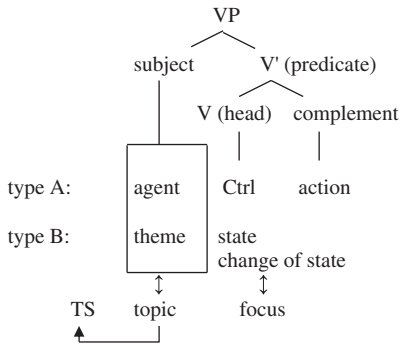 VP
subject V' (predicate)
V (head) complement
type A: agent Ctrl action
type B: theme state
change of state
TS topic focus